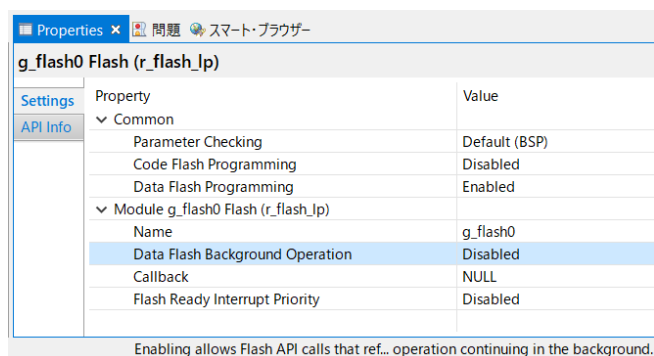 Properties × 問題 スマート・ブラウザー
g_flash0 Flash (r_flash_lp)
Settings
API Info
Property Value
Common
Parameter Checking Default (BSP)
Code Flash Programming Disabled
Data Flash Programming Enabled
Module g_flash0 Flash (r_flash_lp)
Name g_flash0
Data Flash Background Operation Disabled
Callback NULL
Flash Ready Interrupt Priority Disabled
Enabling allows Flash API calls that ref... operation continuing in the background.